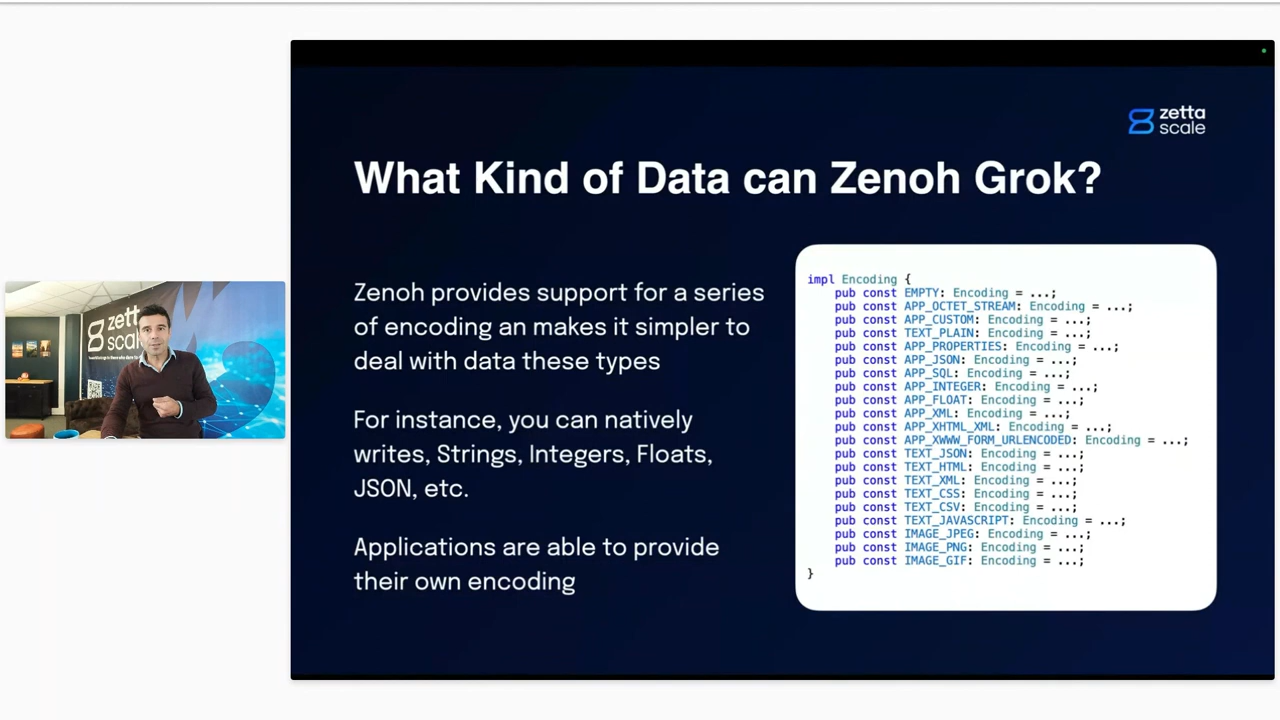 zetta
scale
What Kind of Data can Zenoh Grok?
Zenoh provides support for a series
of encoding an makes it simpler to
deal with data these types
For instance, you can natively
writes, Strings, Integers, Floats,
JSON, etc.
Applications are able to provide
their own encoding
impl Encoding {
pub const EMPTY: Encoding = ...;
pub const APP_OCTET_STREAM: Encoding = ...;
pub const APP_CUSTOM: Encoding = ...;
pub const TEXT_PLAIN: Encoding = ...;
pub const APP_PROPERTIES: Encoding = ...;
pub const APP_JSON: Encoding = ...;
pub const APP_SQL: Encoding = ...;
pub const APP_INTEGER: Encoding = ...;
pub const APP_FLOAT: Encoding = ...;
pub const APP_XML: Encoding = ...;
pub const APP_XHTML_XML: Encoding = ...;
pub const APP_XWWW_FORM_URLENCODED: Encoding = ...;
pub const TEXT_JSON: Encoding = ...;
pub const TEXT_HTML: Encoding = ...;
pub const TEXT_XML: Encoding = ...;
pub const TEXT_CSS: Encoding = ...;
pub const TEXT_CSV: Encoding = ...;
pub const TEXT_JAVASCRIPT: Encoding = ...;
pub const IMAGE_JPEG: Encoding = ...;
pub const IMAGE_PNG: Encoding = ...;
pub const IMAGE_GIF: Encoding = ...;
}